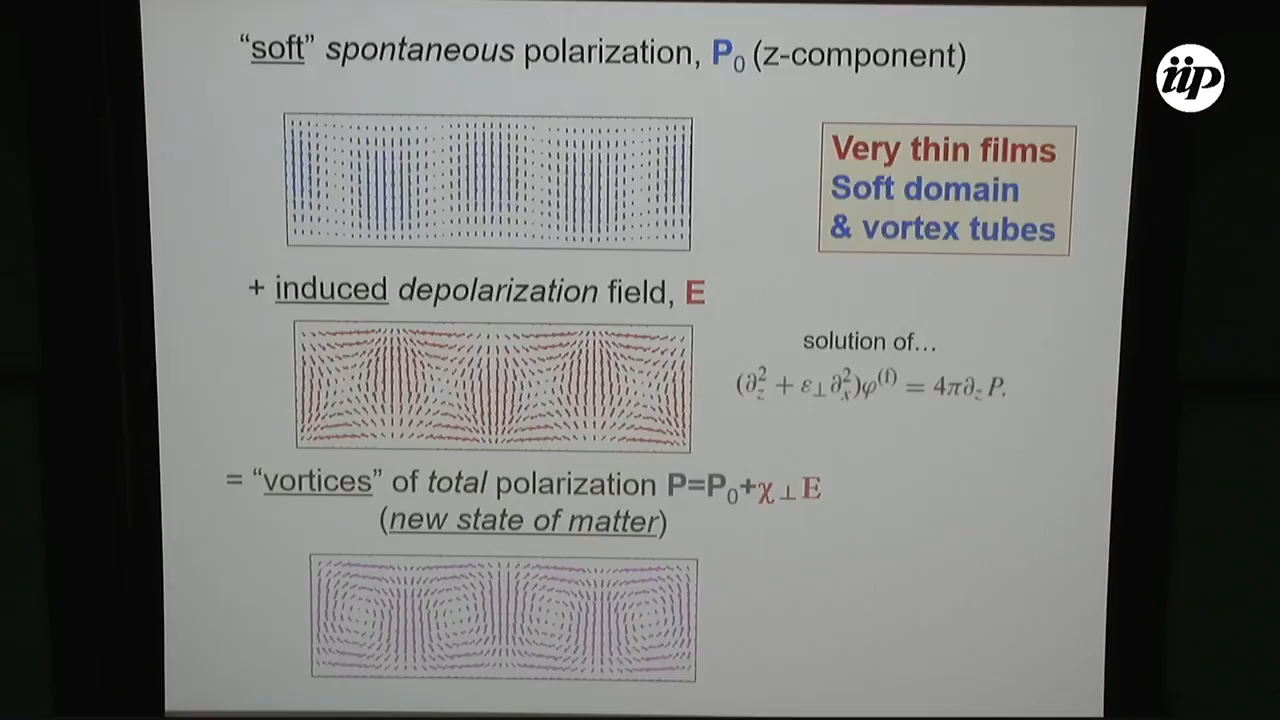 “soft” spontaneous polarization, P₀ (z-component)
iip
Very thin films
Soft domain
& vortex tubes
+ induced depolarization field, E
solution of…
(∂²_z + ε⊥∂²_x)φ⁽ᶠ⁾ = 4π∂_z P.
= “vortices” of total polarization P=P₀+χ⊥E
(new state of matter)